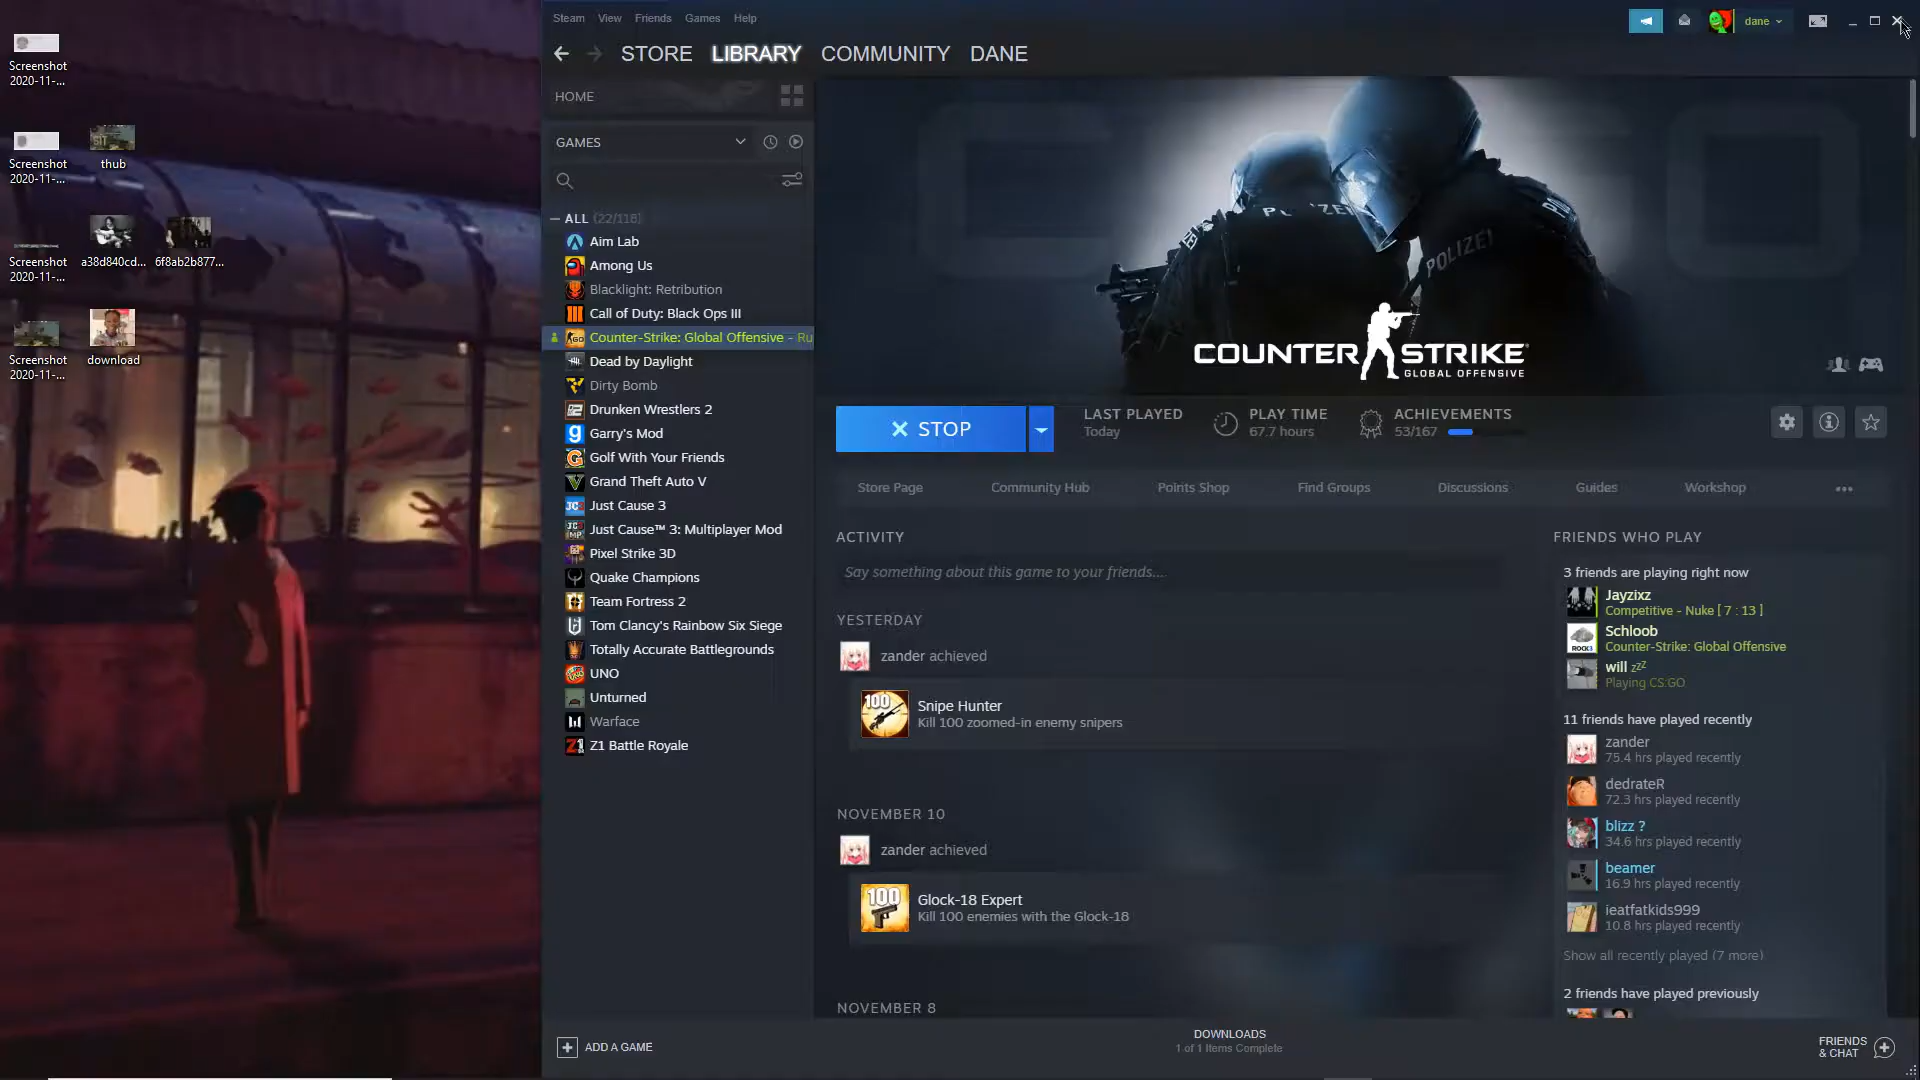 Steam View Friends Games Help
dane
STORE LIBRARY COMMUNITY DANE
Screenshot 2020-11-...
Screenshot 2020-11-...
thub
Screenshot 2020-11-...
a38d840cd...
6f8ab2b877...
Screenshot 2020-11-...
download
HOME
GAMES
ALL (22/118)
Aim Lab
Among Us
Blacklight: Retribution
Call of Duty: Black Ops III
Counter-Strike: Global Offensive - Ru
Dead by Daylight
Dirty Bomb
Drunken Wrestlers 2
Garry's Mod
Golf With Your Friends
Grand Theft Auto V
Just Cause 3
Just Cause™ 3: Multiplayer Mod
Pixel Strike 3D
Quake Champions
Team Fortress 2
Tom Clancy's Rainbow Six Siege
Totally Accurate Battlegrounds
UNO
Unturned
Warface
Z1 Battle Royale
ADD A GAME
POLIZEI
COUNTER STRIKE
GLOBAL OFFENSIVE
STOP
LAST PLAYED
Today
PLAY TIME
67.7 hours
ACHIEVEMENTS
53/167
Store Page Community Hub Points Shop Find Groups Discussions Guides Workshop
ACTIVITY
Say something about this game to your friends...
YESTERDAY
zander achieved
100
Snipe Hunter
Kill 100 zoomed-in enemy snipers
NOVEMBER 10
zander achieved
100
Glock-18 Expert
Kill 100 enemies with the Glock-18
NOVEMBER 8
FRIENDS WHO PLAY
3 friends are playing right now
Jayzixz
Competitive - Nuke [ 7 : 13 ]
Schloob
Counter-Strike: Global Offensive
will zzz
Playing CS:GO
11 friends have played recently
zander
75.4 hrs played recently
dedrateR
72.3 hrs played recently
blizz ?
34.6 hrs played recently
beamer
16.9 hrs played recently
ieatfatkids999
10.8 hrs played recently
Show all recently played (7 more)
2 friends have played previously
DOWNLOADS
1 of 1 Items Complete
FRIENDS
& CHAT